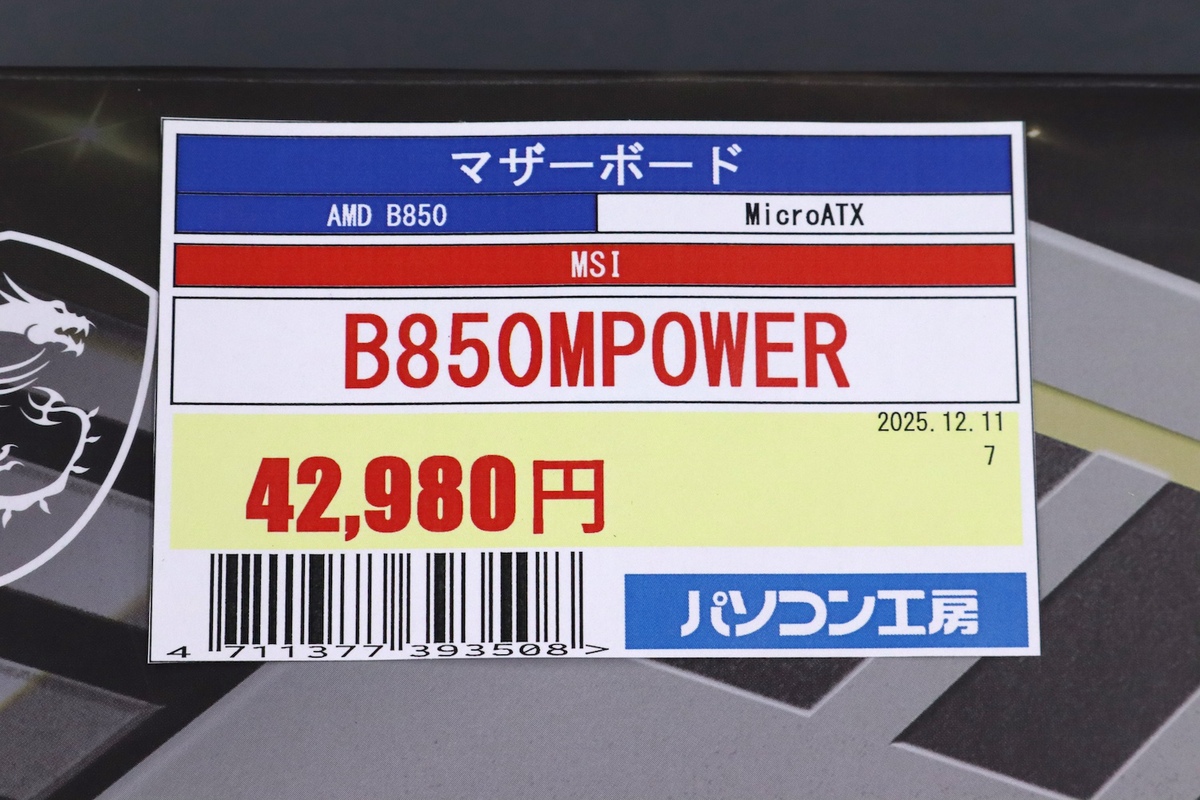 マザーボード
AMD B850
MicroATX
MSI
B850MPOWER
2025.12.11
7
42,980円
4 711377 393508 >
パソコン工房